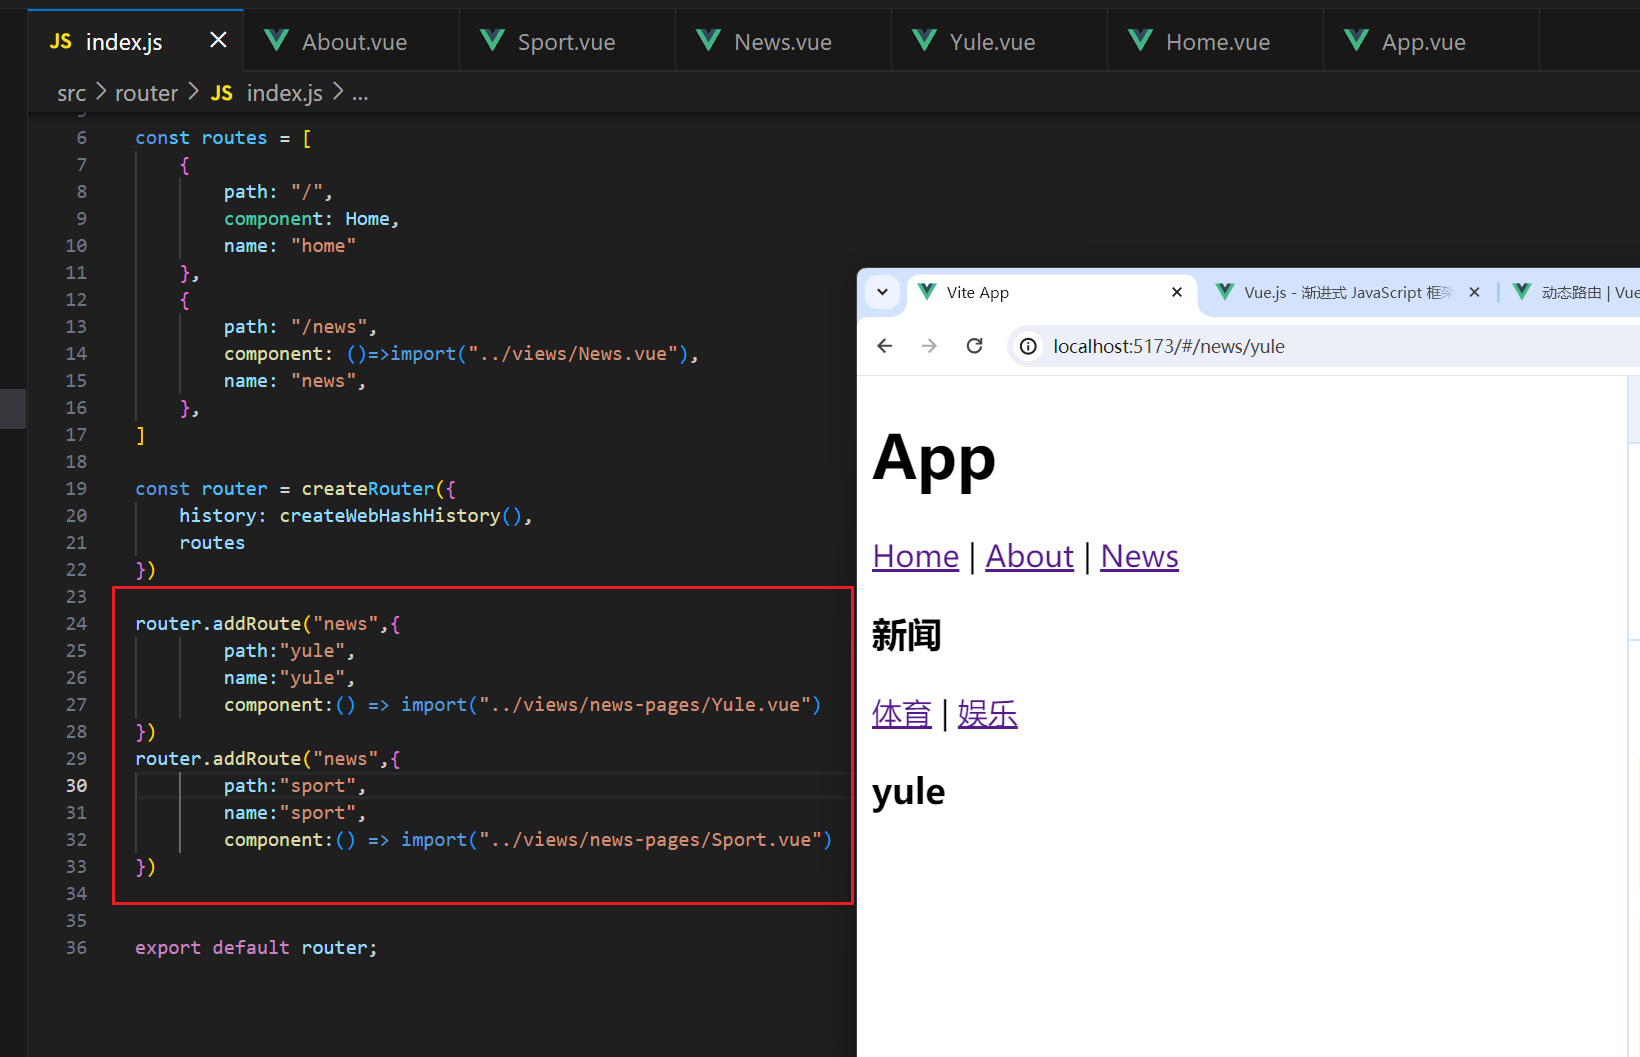 JS index.js × About.vue Sport.vue News.vue Yule.vue Home.vue App.vue
src > router > JS index.js > ...
6 const routes = [
7 {
8 path: "/",
9 component: Home,
10 name: "home"
11 },
12 {
13 path: "/news",
14 component: ()=>import("../views/News.vue"),
15 name: "news",
16 },
17 ]
18
19 const router = createRouter({
20 history: createWebHashHistory(),
21 routes
22 })
23
24 router.addRoute("news",{
25 path:"yule",
26 name:"yule",
27 component:() => import("../views/news-pages/Yule.vue")
28 })
29 router.addRoute("news",{
30 path:"sport",
31 name:"sport",
32 component:() => import("../views/news-pages/Sport.vue")
33 })
34
35
36 export default router;
Vite App × Vue.js - 渐进式 JavaScript 框架 × 动态路由 | Vue
localhost:5173/#/news/yule
App
Home | About | News
新闻
体育 | 娱乐
yule